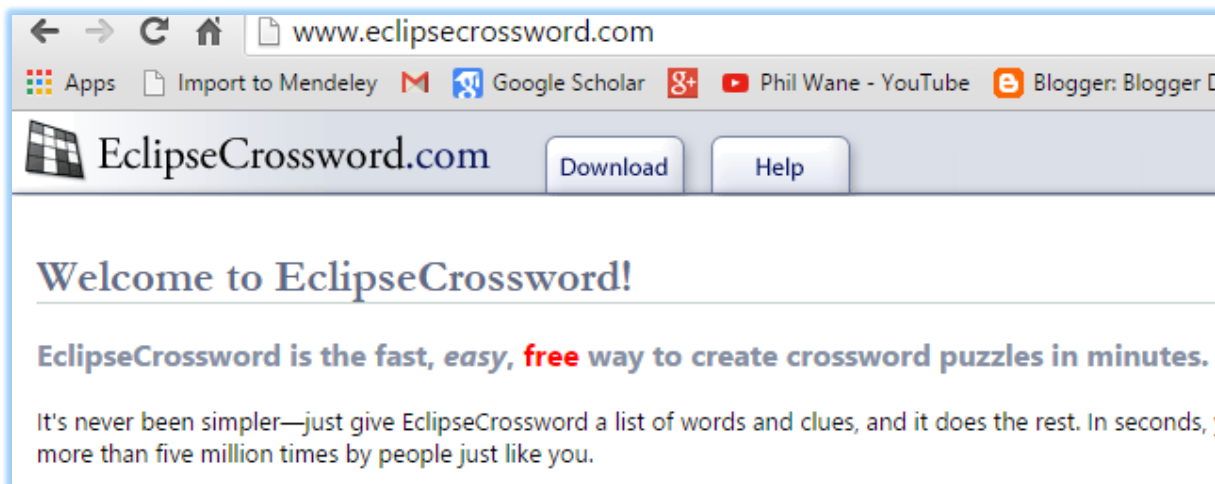 www.eclipsecrossword.com
Apps Import to Mendeley Google Scholar 8+ Phil Wane - YouTube Blogger: Blogger
EclipseCrossword.com Download Help
Welcome to EclipseCrossword!
EclipseCrossword is the fast, easy, free way to create crossword puzzles in minutes.
It's never been simpler—just give EclipseCrossword a list of words and clues, and it does the rest. In seconds,
more than five million times by people just like you.